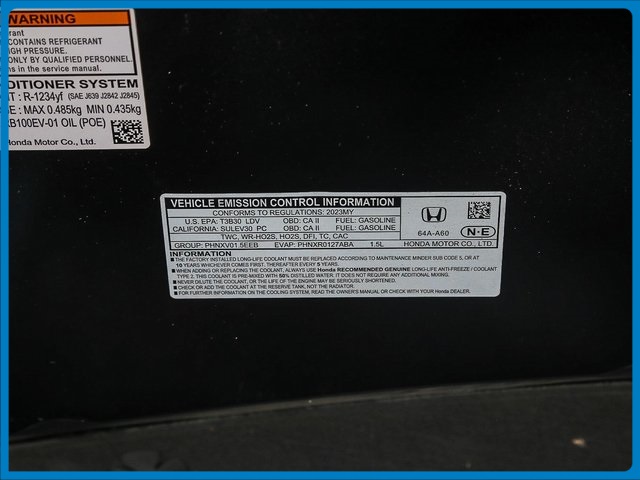 WARNING
rant
CONTAINS REFRIGERANT
GH PRESSURE.
ONLY BY QUALIFIED PERSONNEL.
ns in the service manual.
DITIONER SYSTEM
NT : R-1234yf (SAE J639 J2842 J2845)
GE : MAX 0.485kg MIN 0.435kg
KB100EV-01 OIL (POE)
Honda Motor Co., Ltd.
VEHICLE EMISSION CONTROL INFORMATION
CONFORMS TO REGULATIONS: 2023MY
U.S. EPA: T3B30 LDV OBD: CA II FUEL: GASOLINE
CALIFORNIA: SULEV30 PC OBD: CA II FUEL: GASOLINE
TWC, WR-HO2S, HO2S, DFI, TC, CAC
GROUP: PHNXV01.5EEB EVAP: PHNXR0127ABA 1.5L
64A-A60 N·E
HONDA MOTOR CO., LTD.
INFORMATION
■ THE FACTORY INSTALLED LONG-LIFE COOLANT MUST BE REPLACED ACCORDING TO MAINTENANCE MINDER SUB CODE 5, OR AT
10 YEARS WHICHEVER COMES FIRST, THEREAFTER EVERY 5 YEARS.
■ WHEN ADDING OR REPLACING THE COOLANT, ALWAYS USE Honda RECOMMENDED GENUINE LONG-LIFE ANTI-FREEZE / COOLANT
TYPE 2. THIS COOLANT IS PRE-MIXED WITH 50% DISTILLED WATER. IT DOES NOT REQUIRE ANY ADDITIONAL MIXING.
■ NEVER DILUTE THE COOLANT, OR THE LIFE OF THE ENGINE MAY BE SERIOUSLY SHORTENED.
■ CHECK OR ADD THE COOLANT AT THE RESERVE TANK, NOT THE RADIATOR.
■ FOR FURTHER INFORMATION ON THE COOLING SYSTEM, READ THE OWNER'S MANUAL OR CHECK WITH YOUR Honda DEALER.